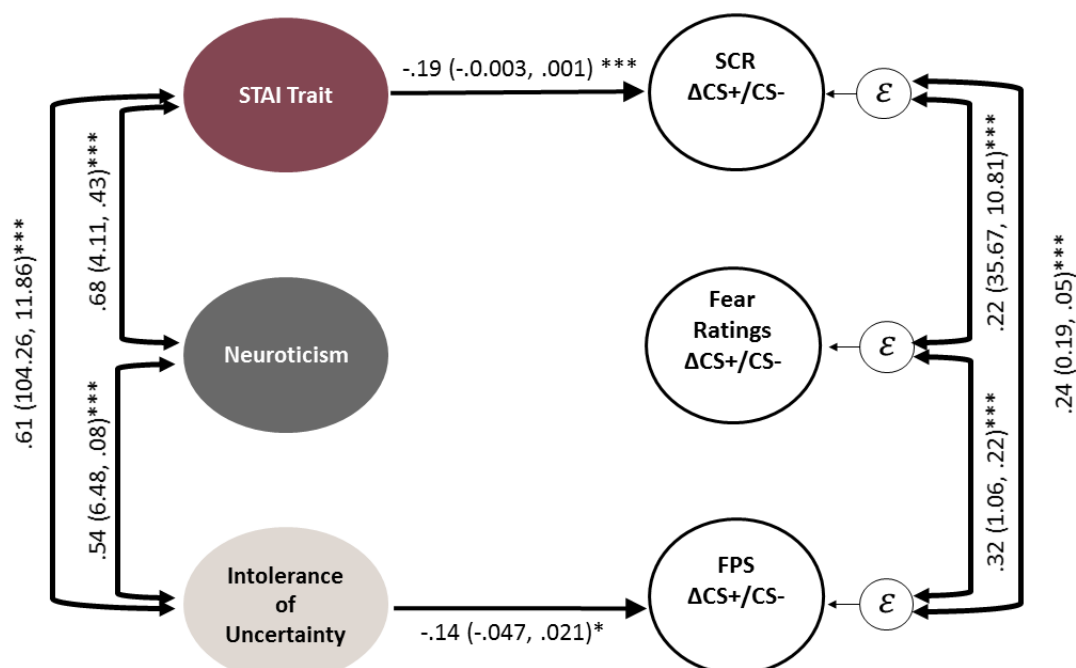 -.19 (-.0.003, .001) ***
STAI Trait
SCR
ΔCS+/CS-
ℰ
.61 (104.26, 11.86)***
.68 (4.11, .43)***
.22 (35.67, 10.81)***
.24 (0.19, .05)***
Neuroticism
Fear
Ratings
ΔCS+/CS-
ℰ
.54 (6.48, .08)***
.32 (1.06, .22)***
Intolerance
of
Uncertainty
-.14 (-.047, .021)*
FPS
ΔCS+/CS-
ℰ